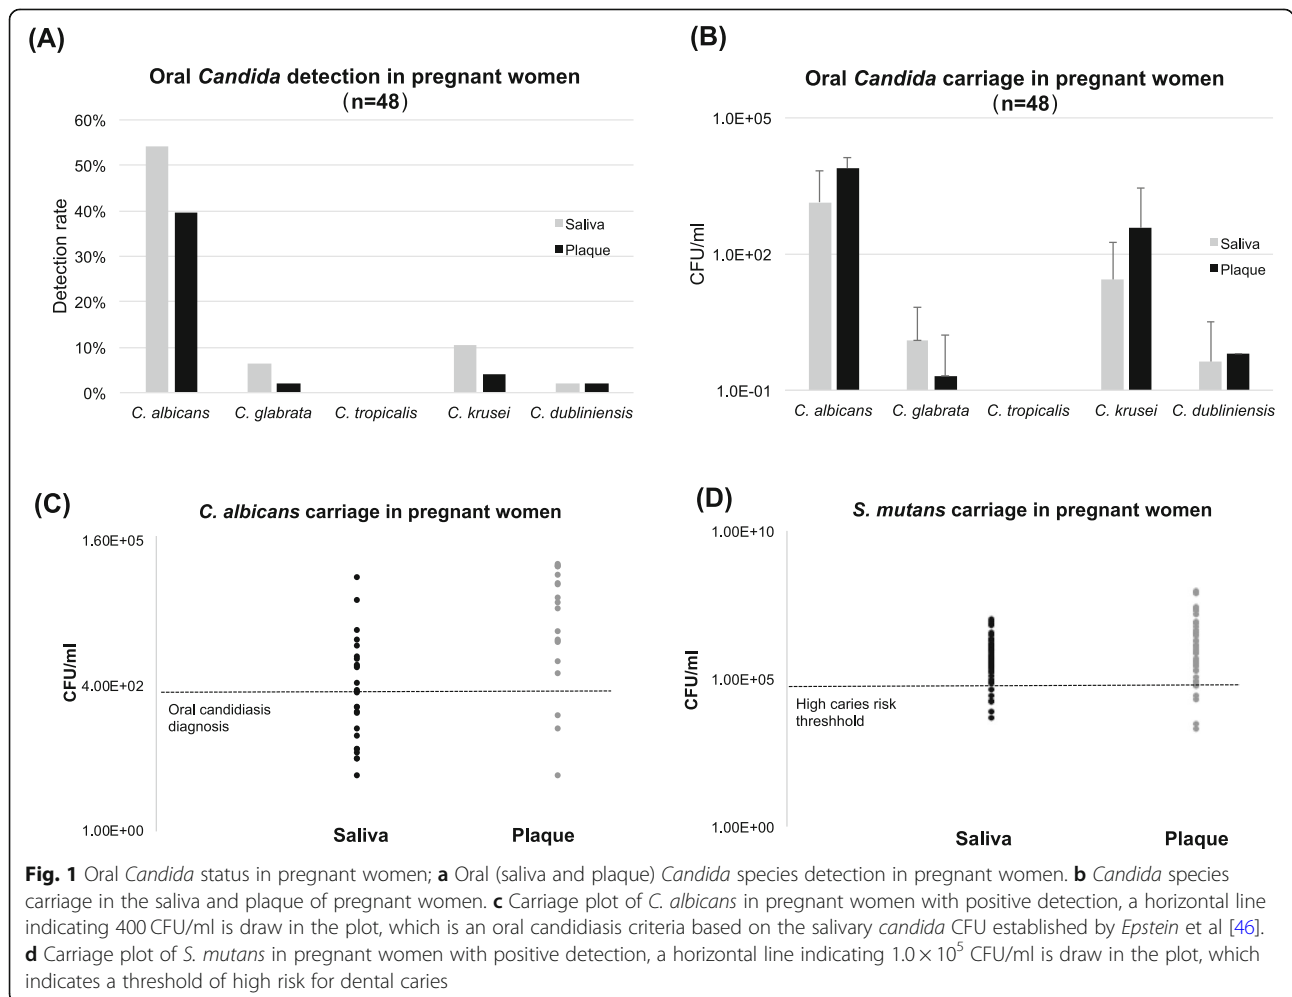 (A)
Oral Candida detection in pregnant women
(n=48)
60%
50%
40%
30%
20%
10%
0%
Detection rate
Saliva
Plaque
C. albicans C. glabrata C. tropicalis C. krusei C. dubliniensis
(B)
Oral Candida carriage in pregnant women
(n=48)
1.0E+05
1.0E+02
1.0E-01
CFU/ml
Saliva
Plaque
C. albicans C. glabrata C. tropicalis C. krusei C. dubliniensis
(C)
C. albicans carriage in pregnant women
1.60E+05
4.00E+02
1.00E+00
CFU/ml
Oral candidiasis
diagnosis
Saliva Plaque
(D)
S. mutans carriage in pregnant women
1.00E+10
1.00E+05
1.00E+00
CFU/ml
High caries risk
threshhold
Saliva Plaque
Fig. 1 Oral Candida status in pregnant women; a Oral (saliva and plaque) Candida species detection in pregnant women. b Candida species
carriage in the saliva and plaque of pregnant women. c Carriage plot of C. albicans in pregnant women with positive detection, a horizontal line
indicating 400 CFU/ml is draw in the plot, which is an oral candidiasis criteria based on the salivary candida CFU established by Epstein et al [46].
d Carriage plot of S. mutans in pregnant women with positive detection, a horizontal line indicating 1.0 × 10⁵ CFU/ml is draw in the plot, which
indicates a threshold of high risk for dental caries